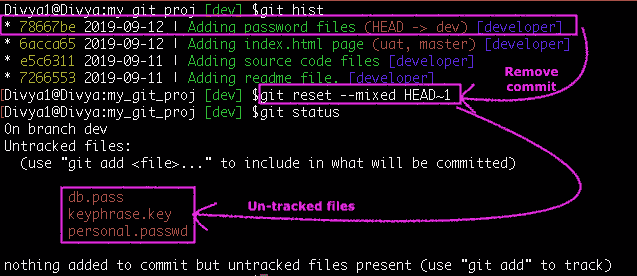 Divya1@Divya:my_git_proj [dev] $git hist
* 78667be 2019-09-12 | Adding password files (HEAD -> dev) [developer]
* 6acca65 2019-09-12 | Adding index.html page (uat, master) [developer]
* e5c6311 2019-09-11 | Adding source code files [developer]
* 7266553 2019-09-11 | Adding readme file. [developer]
Remove
commit
[Divya1@Divya:my_git_proj [dev] $git reset --mixed HEAD~1
[Divya1@Divya:my_git_proj [dev] $git status
On branch dev
Untracked files:
(use "git add <file>..." to include in what will be committed)
db.pass
keyphrase.key
personal.passwd
Un-tracked files
nothing added to commit but untracked files present (use "git add" to track)